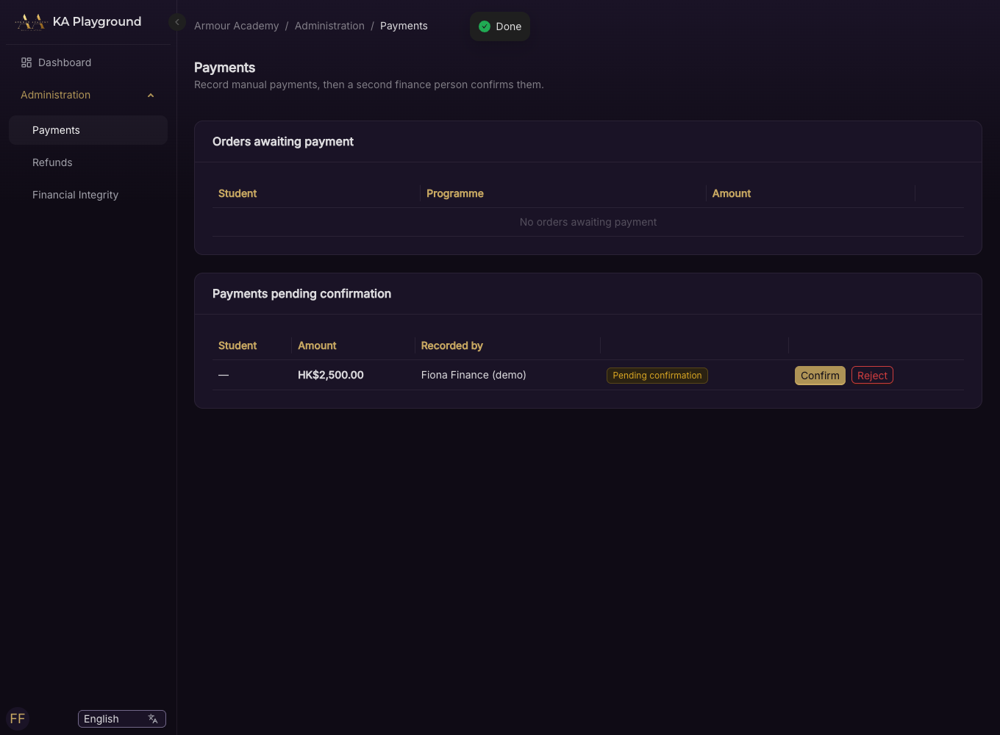 KA Playground
Armour Academy / Administration / Payments
Done
Dashboard
Administration
Payments
Refunds
Financial Integrity
Payments
Record manual payments, then a second finance person confirms them.
Orders awaiting payment
Student Programme Amount
No orders awaiting payment
Payments pending confirmation
Student Amount Recorded by
— HK$2,500.00 Fiona Finance (demo) Pending confirmation Confirm Reject
FF English